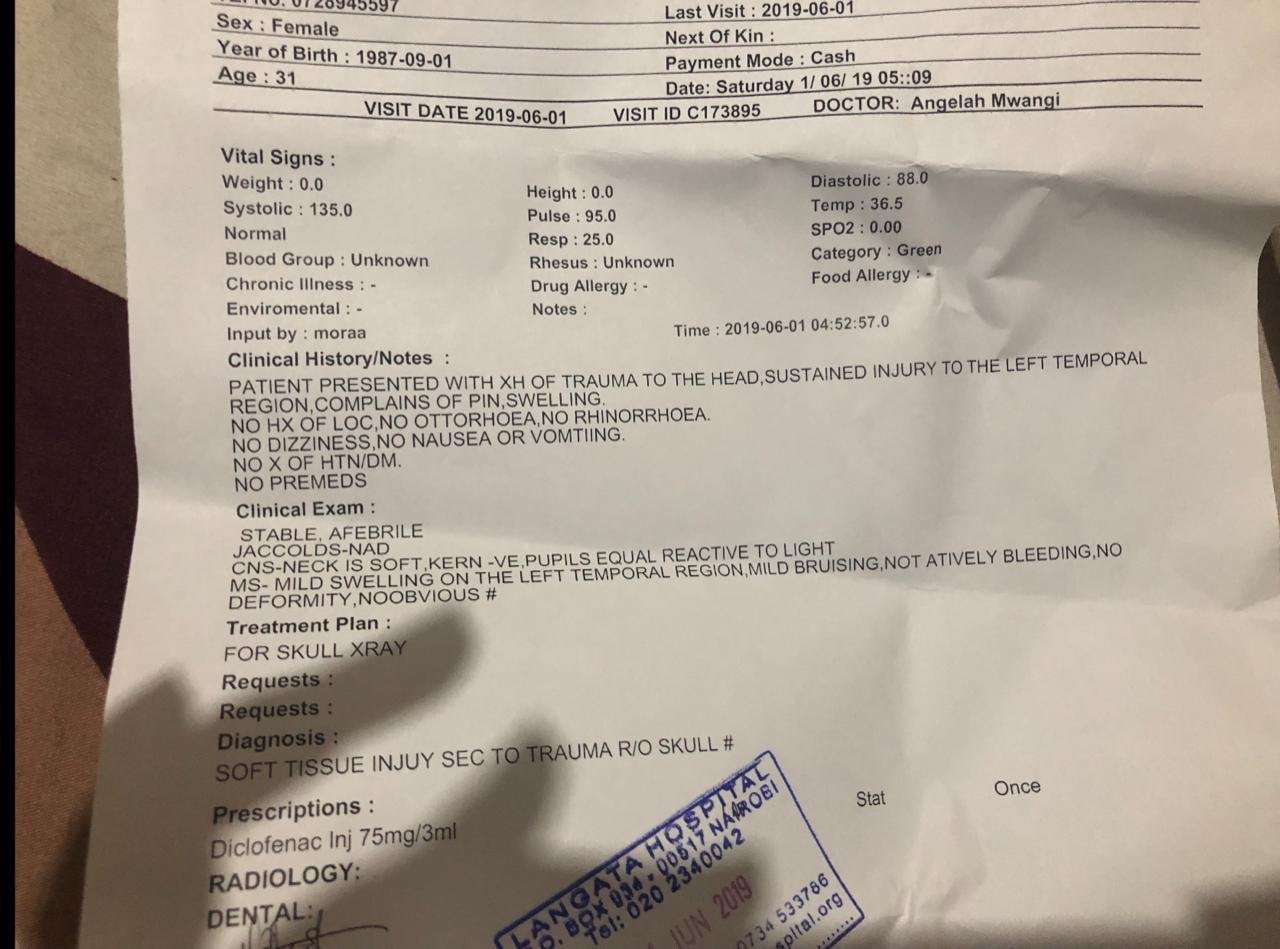 0728945597
Last Visit : 2019-06-01
Sex : Female
Next Of Kin :
Year of Birth : 1987-09-01
Payment Mode : Cash
Age : 31
Date: Saturday 1/ 06/ 19 05::09
VISIT DATE 2019-06-01 VISIT ID C173895 DOCTOR: Angelah Mwangi
Vital Signs :
Weight : 0.0 Height : 0.0 Diastolic : 88.0
Systolic : 135.0 Pulse : 95.0 Temp : 36.5
Normal Resp : 25.0 SPO2 : 0.00
Blood Group : Unknown Rhesus : Unknown Category : Green
Chronic Illness : - Drug Allergy : - Food Allergy : -
Enviromental : - Notes :
Input by : moraa Time : 2019-06-01 04:52:57.0
Clinical History/Notes :
PATIENT PRESENTED WITH XH OF TRAUMA TO THE HEAD,SUSTAINED INJURY TO THE LEFT TEMPORAL
REGION,COMPLAINS OF PIN,SWELLING.
NO HX OF LOC,NO OTTORHOEA,NO RHINORRHOEA.
NO DIZZINESS,NO NAUSEA OR VOMTIING.
NO X OF HTN/DM.
NO PREMEDS
Clinical Exam :
STABLE, AFEBRILE
JACCOLDS-NAD
CNS-NECK IS SOFT,KERN -VE,PUPILS EQUAL REACTIVE TO LIGHT
MS- MILD SWELLING ON THE LEFT TEMPORAL REGION,MILD BRUISING,NOT ATIVELY BLEEDING,NO
DEFORMITY,NOOBVIOUS #
Treatment Plan :
FOR SKULL XRAY
Requests :
Requests :
Diagnosis :
SOFT TISSUE INJUY SEC TO TRAUMA R/O SKULL #
Prescriptions :
Diclofenac Inj 75mg/3ml Stat Once
RADIOLOGY:
DENTAL:
LANGATA HOSPITAL
O. BOX 934 - 00517 NAIROBI
Tel: 020 2340042
JUN 2019
0734 533786
spital.org